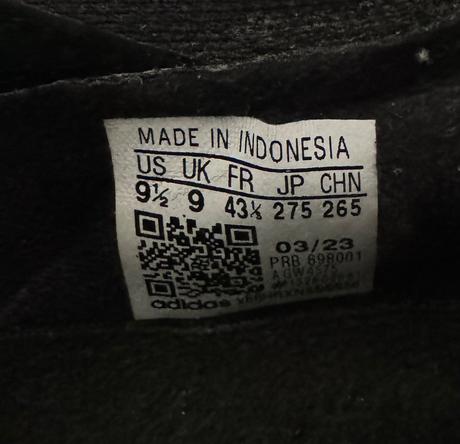 MADE IN INDONESIA
US UK FR JP CHN
9½ 9 43⅓ 275 265
03/23
PRB 698001
adidas